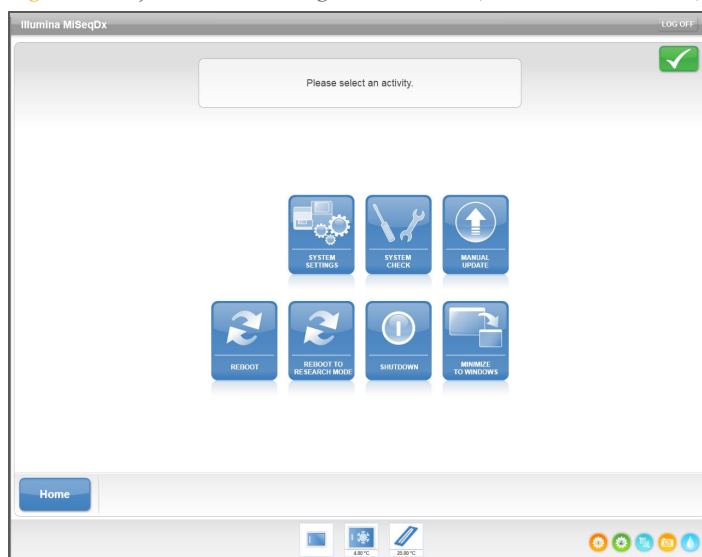 Illumina MiSeqDx
LOG OFF
Please select an activity.
SYSTEM
SETTINGS
SYSTEM
CHECK
MANUAL
UPDATE
REBOOT
REBOOT TO
RESEARCH MODE
SHUTDOWN
MINIMIZE
TO WINDOWS
Home
4.00 °C
25.00 °C